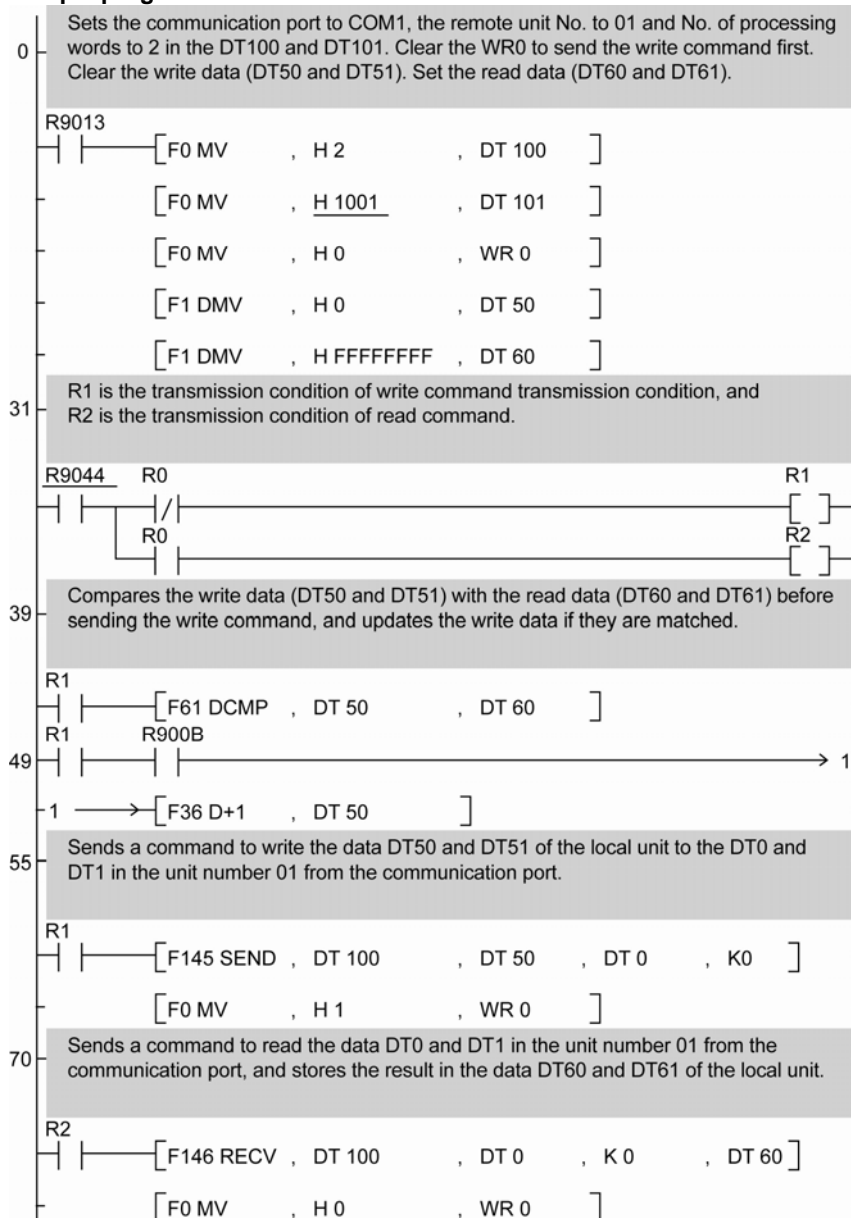 Sets the communication port to COM1, the remote unit No. to 01 and No. of processing
0 words to 2 in the DT100 and DT101. Clear the WR0 to send the write command first.
Clear the write data (DT50 and DT51). Set the read data (DT60 and DT61).
R9013
[F0 MV , H 2 , DT 100 ]
[F0 MV , H 1001 , DT 101 ]
[F0 MV , H 0 , WR 0 ]
[F1 DMV , H 0 , DT 50 ]
[F1 DMV , H FFFFFFFF , DT 60 ]
R1 is the transmission condition of write command transmission condition, and
31 R2 is the transmission condition of read command.
R9044 R0 R1
R0 R2
Compares the write data (DT50 and DT51) with the read data (DT60 and DT61) before
39 sending the write command, and updates the write data if they are matched.
R1
[F61 DCMP , DT 50 , DT 60 ]
R1 R900B
49 1
1 [F36 D+1 , DT 50 ]
Sends a command to write the data DT50 and DT51 of the local unit to the DT0 and
55 DT1 in the unit number 01 from the communication port.
R1
[F145 SEND , DT 100 , DT 50 , DT 0 , K0 ]
[F0 MV , H 1 , WR 0 ]
Sends a command to read the data DT0 and DT1 in the unit number 01 from the
70 communication port, and stores the result in the data DT60 and DT61 of the local unit.
R2
[F146 RECV , DT 100 , DT 0 , K 0 , DT 60 ]
[F0 MV , H 0 , WR 0 ]